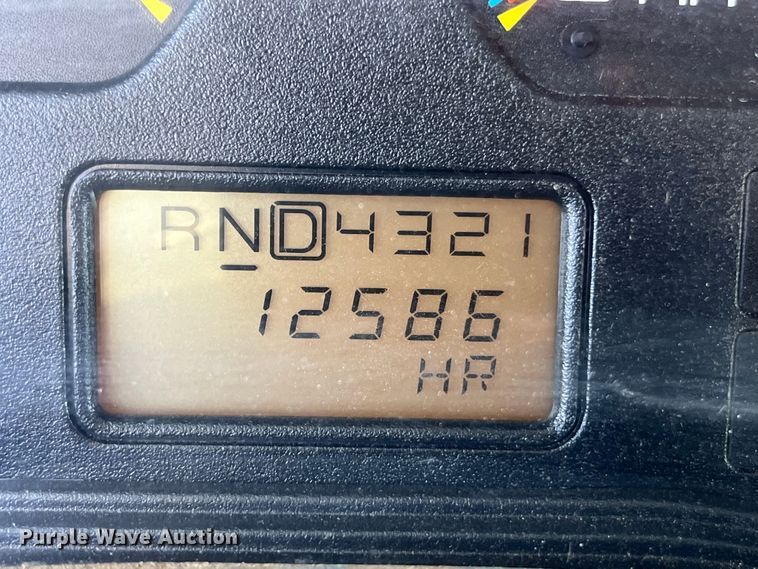 RND4321
12586
HR
Purple Wave Auction